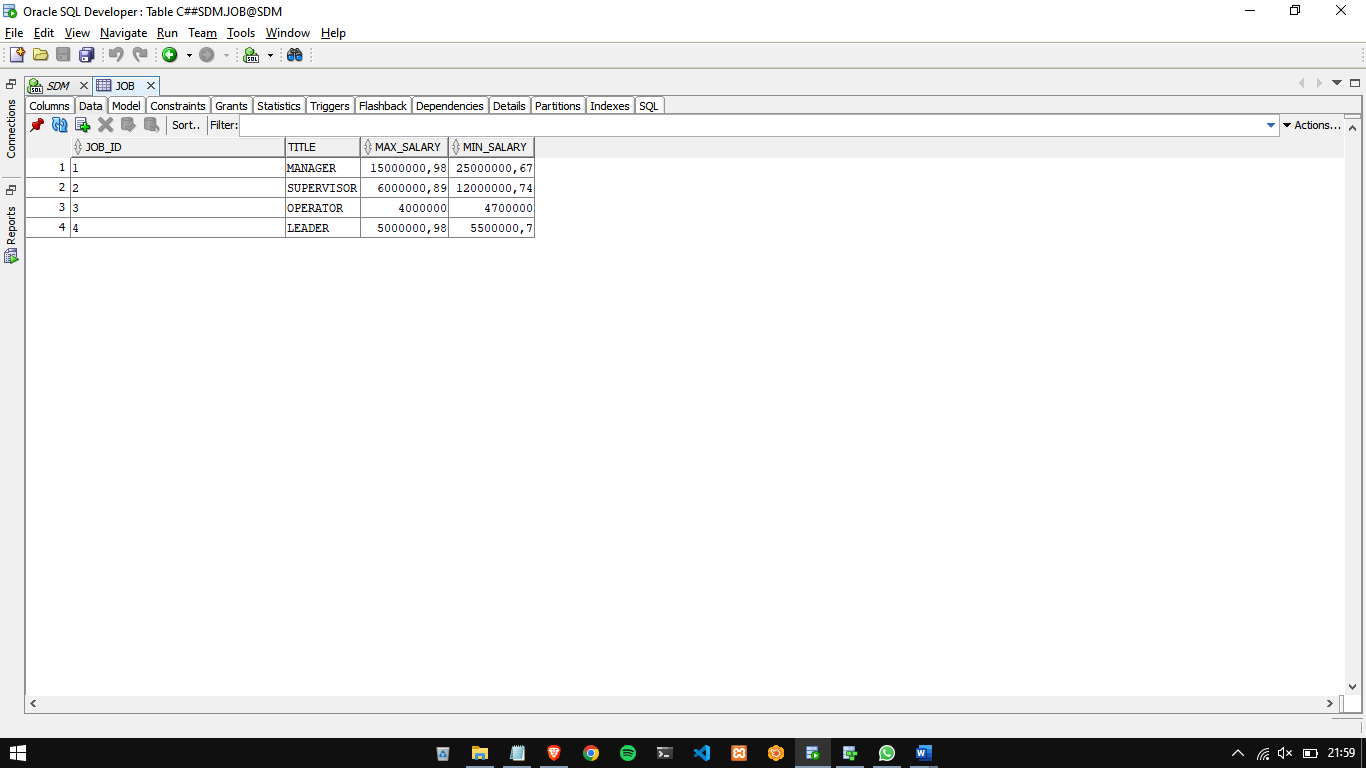 Oracle SQL Developer : Table C##SDM.JOB@SDM
File Edit View Navigate Run Team Tools Window Help
SDM JOB
Columns Data Model Constraints Grants Statistics Triggers Flashback Dependencies Details Partitions Indexes SQL
Sort.. Filter: Actions...
JOB_ID TITLE MAX_SALARY MIN_SALARY
1 1 MANAGER 15000000,98 25000000,67
2 2 SUPERVISOR 6000000,89 12000000,74
3 3 OPERATOR 4000000 4700000
4 4 LEADER 5000000,98 5500000,7
Connections
Reports
21:59